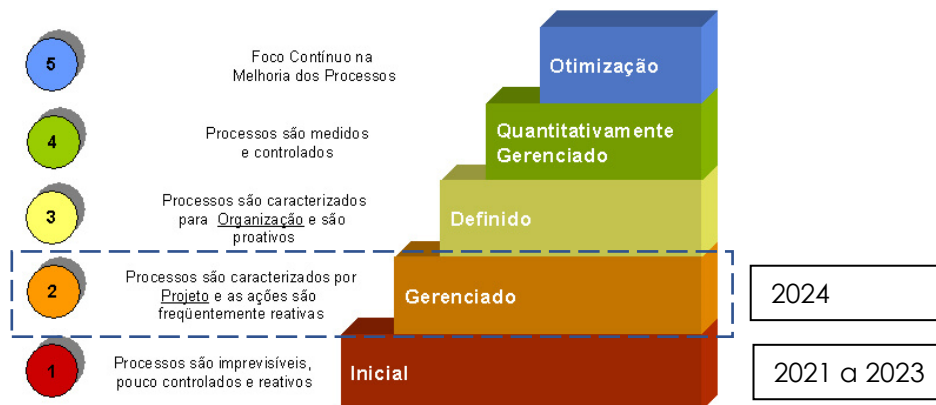 5
Foco Contínuo na
Melhoria dos Processos
Otimização
4
Processos são medidos
e controlados
Quantitativamente
Gerenciado
3
Processos são caracterizados
para Organização e são
proativos
Definido
2
Processos são caracterizados por
Projeto e as ações são
freqüentemente reativas
Gerenciado
2024
1
Processos são imprevisíveis,
pouco controlados e reativos
Inicial
2021 a 2023